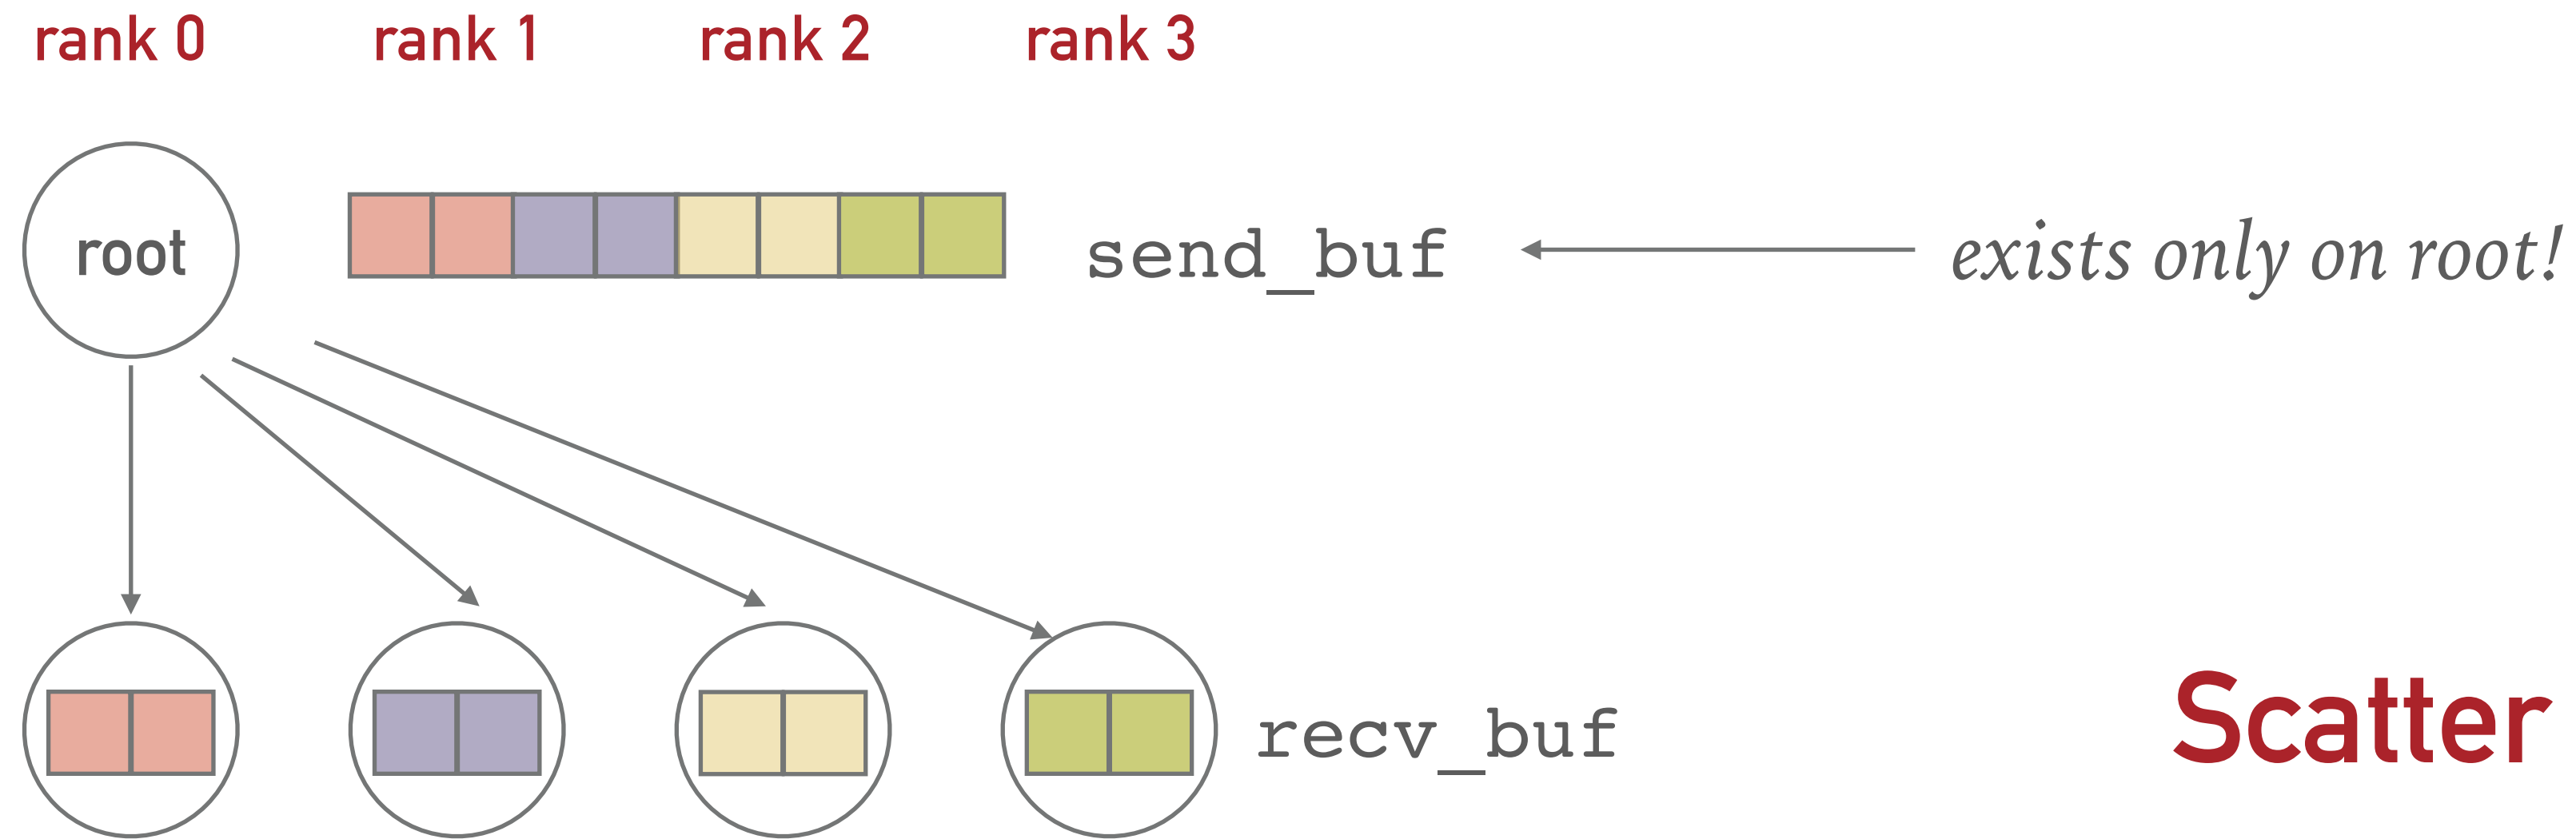 rank 0 rank 1 rank 2 rank 3
root
send_buf
exists only on root!
recv_buf
Scatter